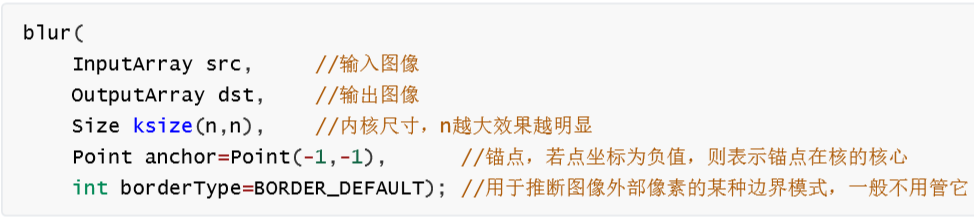 blur(
InputArray src, //输入图像
OutputArray dst, //输出图像
Size ksize(n,n), //内核尺寸，n越大效果越明显
Point anchor=Point(-1,-1), //锚点，若点坐标为负值，则表示锚点在核的核心
int borderType=BORDER_DEFAULT); //用于推断图像外部像素的某种边界模式，一般不用管它